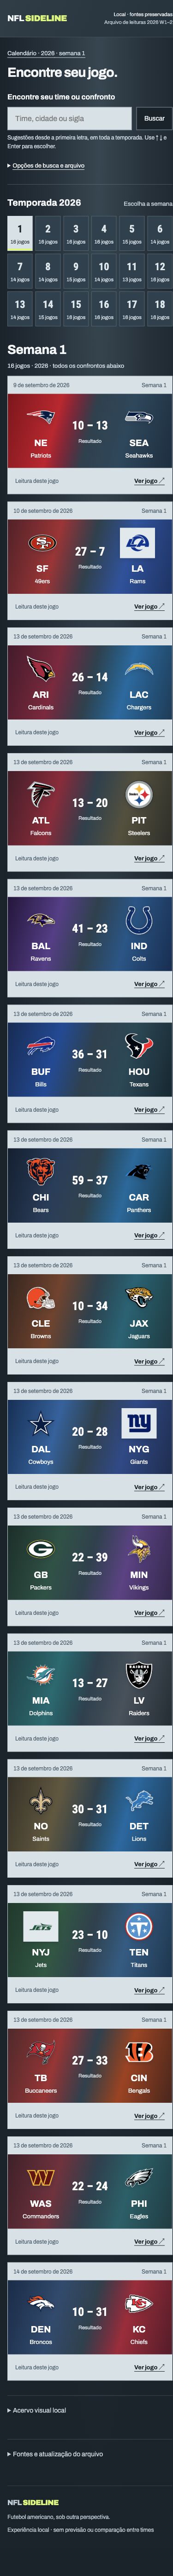 NFL SIDELINE
Local · fontes preservadas
Arquivo de leituras 2026 W1–2
Calendário · 2026 · semana 1
Encontre seu jogo.
Encontre seu time ou confronto
Time, cidade ou sigla
Buscar
Sugestões desde a primeira letra, em toda a temporada. Use ↑ ↓ e
Enter para escolher.
▶ Opções de busca e arquivo
Temporada 2026
Escolha a semana
1 2 3 4 5 6
16 jogos 16 jogos 16 jogos 16 jogos 15 jogos 14 jogos
7 8 9 10 11 12
14 jogos 14 jogos 15 jogos 14 jogos 13 jogos 16 jogos
13 14 15 16 17 18
14 jogos 15 jogos 16 jogos 16 jogos 16 jogos 16 jogos
Semana 1
16 jogos · 2026 · todos os confrontos abaixo
9 de setembro de 2026 Semana 1
10 – 13
Resultado
NE SEA
Patriots Seahawks
Leitura deste jogo Ver jogo ↗
10 de setembro de 2026 Semana 1
27 – 7
Resultado
SF LA
49ers Rams
Leitura deste jogo Ver jogo ↗
13 de setembro de 2026 Semana 1
26 – 14
Resultado
ARI LAC
Cardinals Chargers
Leitura deste jogo Ver jogo ↗
13 de setembro de 2026 Semana 1
13 – 20
Resultado
ATL PIT
Falcons Steelers
Leitura deste jogo Ver jogo ↗
13 de setembro de 2026 Semana 1
41 – 23
Resultado
BAL IND
Ravens Colts
Leitura deste jogo Ver jogo ↗
13 de setembro de 2026 Semana 1
36 – 31
Resultado
BUF HOU
Bills Texans
Leitura deste jogo Ver jogo ↗
13 de setembro de 2026 Semana 1
59 – 37
Resultado
CHI CAR
Bears Panthers
Leitura deste jogo Ver jogo ↗
13 de setembro de 2026 Semana 1
10 – 34
Resultado
CLE JAX
Browns Jaguars
Leitura deste jogo Ver jogo ↗
13 de setembro de 2026 Semana 1
20 – 28
Resultado
DAL NYG
Cowboys Giants
Leitura deste jogo Ver jogo ↗
13 de setembro de 2026 Semana 1
22 – 39
Resultado
GB MIN
Packers Vikings
Leitura deste jogo Ver jogo ↗
13 de setembro de 2026 Semana 1
13 – 27
Resultado
MIA LV
Dolphins Raiders
Leitura deste jogo Ver jogo ↗
13 de setembro de 2026 Semana 1
30 – 31
Resultado
NO DET
Saints Lions
Leitura deste jogo Ver jogo ↗
13 de setembro de 2026 Semana 1
23 – 10
Resultado
NYJ TEN
Jets Titans
Leitura deste jogo Ver jogo ↗
13 de setembro de 2026 Semana 1
27 – 33
Resultado
TB CIN
Buccaneers Bengals
Leitura deste jogo Ver jogo ↗
13 de setembro de 2026 Semana 1
22 – 24
Resultado
WAS PHI
Commanders Eagles
Leitura deste jogo Ver jogo ↗
14 de setembro de 2026 Semana 1
10 – 31
Resultado
DEN KC
Broncos Chiefs
Leitura deste jogo Ver jogo ↗
▶ Acervo visual local
▶ Fontes e atualização do arquivo
NFL SIDELINE
Futebol americano, sob outra perspectiva.
Experiência local · sem previsão ou comparação entre times